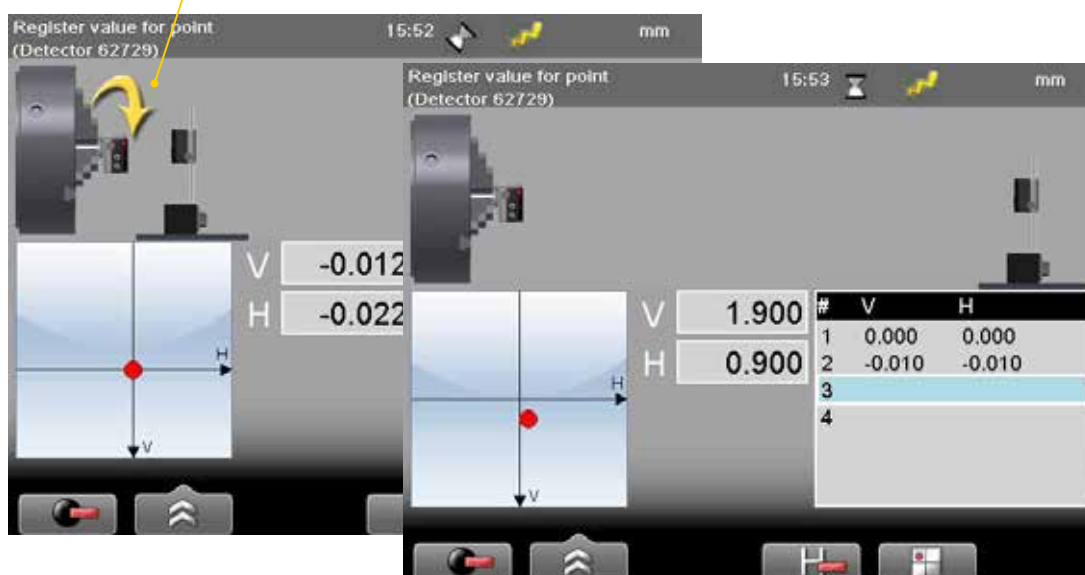 Register value for point
(Detector 62729)
15:52
mm
V
-0.012
H
-0.022
H
V
Register value for point
(Detector 62729)
15:53
mm
V
1.900
H
0.900
H
V
# V H
1 0.000 0.000
2 -0.010 -0.010
3
4
H